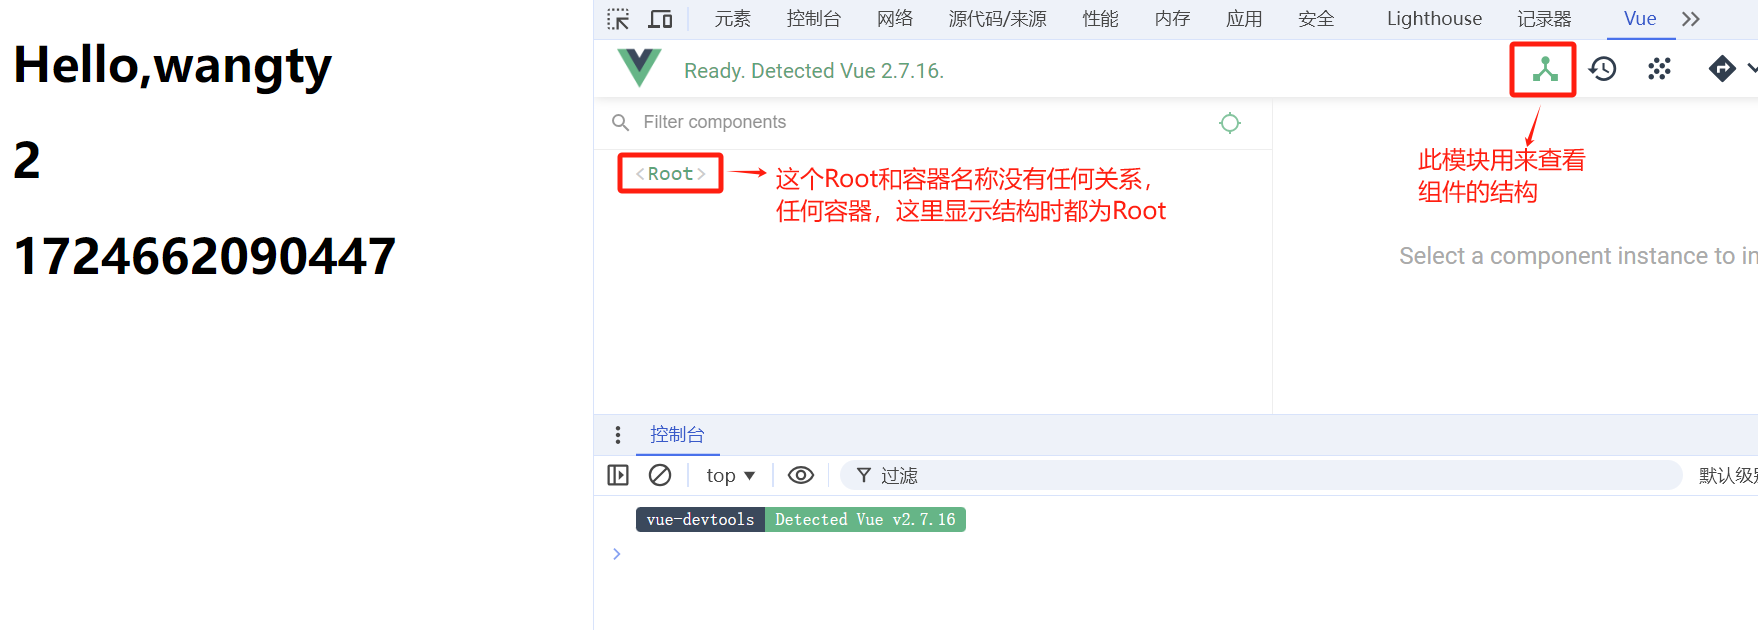 Hello,wangty
2
1724662090447
元素 控制台 网络 源代码/来源 性能 内存 应用 安全 Lighthouse 记录器 Vue
Ready. Detected Vue 2.7.16.
Filter components
<Root>
这个Root和容器名称没有任何关系，
任何容器，这里显示结构时都为Root
此模块用来查看
组件的结构
Select a component instance to in
控制台
top 过滤 默认级别
vue-devtools Detected Vue v2.7.16